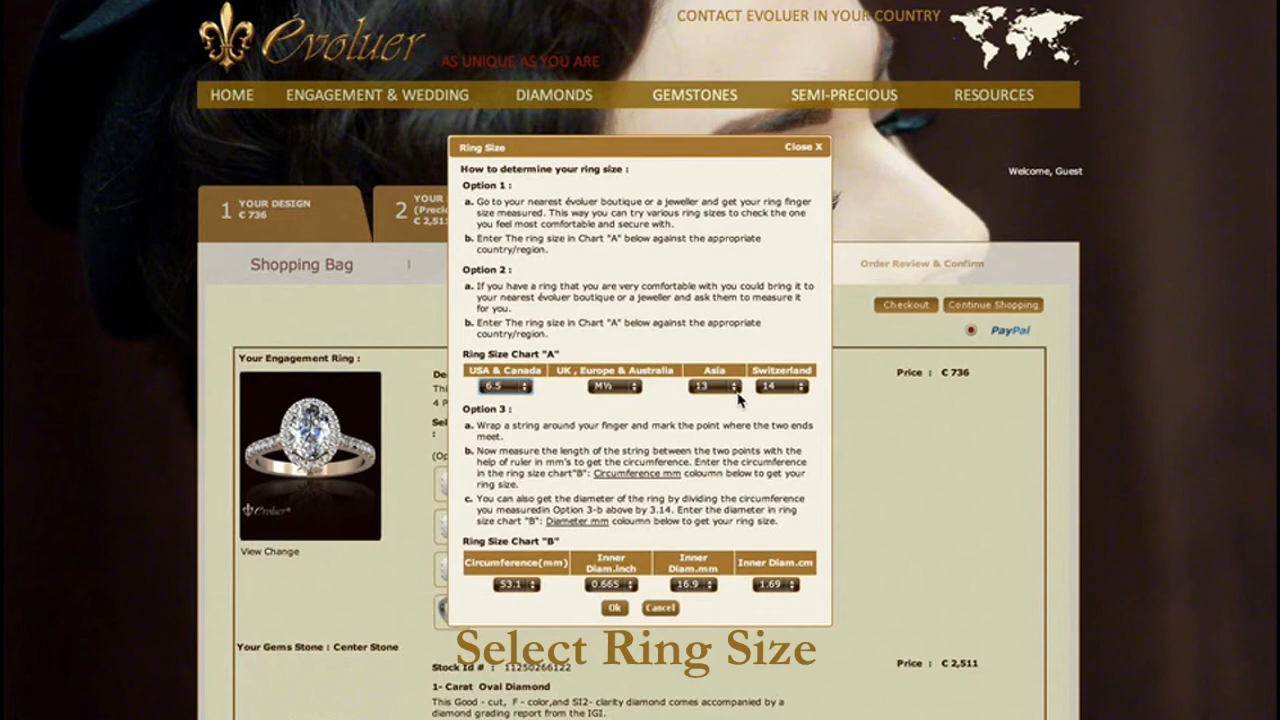 évoluer
AS UNIQUE AS YOU ARE
CONTACT EVOLUER IN YOUR COUNTRY
HOME ENGAGEMENT & WEDDING DIAMONDS GEMSTONES SEMI-PRECIOUS RESOURCES
Welcome, Guest
1 YOUR DESIGN
€ 736
2 YOUR
(Precio
€ 2,51
Shopping Bag |
Order Review & Confirm
Checkout Continue Shopping
PayPal
Your Engagement Ring :
Price : € 736
évoluer
View Change
Your Gems Stone : Center Stone
Ring Size Close X
How to determine your ring size :
Option 1 :
a. Go to your nearest évoluer boutique or a jeweller and get your ring finger
size measured. This way you can try various ring sizes to check the one
you feel most comfortable and secure with.
b. Enter The ring size in Chart "A" below against the appropriate
country/region.
Option 2 :
a. If you have a ring that you are very comfortable with you could bring it to
your nearest évoluer boutique or a jeweller and ask them to measure it
for you.
b. Enter The ring size in Chart "A" below against the appropriate
country/region.
Ring Size Chart "A"
USA & Canada UK , Europe & Australia Asia Switzerland
6.5 M½ 13 14
Option 3 :
a. Wrap a string around your finger and mark the point where the two ends
meet.
b. Now measure the length of the string between the two points with the
help of ruler in mm's to get the circumference. Enter the circumference
in the ring size chart"B": Circumference mm coloumn below to get your
ring size.
c. You can also get the diameter of the ring by dividing the circumference
you measuredin Option 3-b above by 3.14. Enter the diameter in ring
size chart "B": Diameter mm coloumn below to get your ring size.
Ring Size Chart "B"
Circumference(mm) Inner Diam.inch Inner Diam.mm Inner Diam.cm
53.1 0.665 16.9 1.69
Ok Cancel
Select Ring Size
Stock Id # : 11250266122
Price : € 2,511
1- Carat Oval Diamond
This Good - cut, F - color,and SI2- clarity diamond comes accompanied by a
diamond grading report from the IGI.